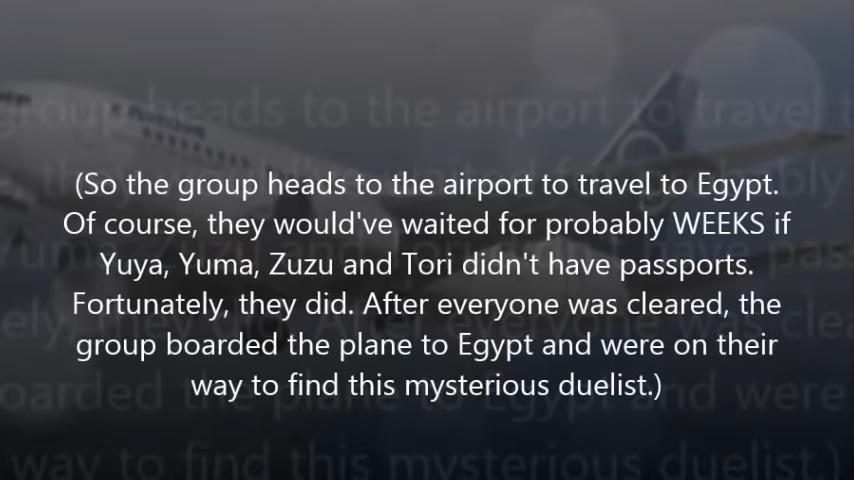 (So the group heads to the airport to travel to Egypt.
Of course, they would've waited for probably WEEKS if
Yuya, Yuma, Zuzu and Tori didn't have passports.
Fortunately, they did. After everyone was cleared, the
group boarded the plane to Egypt and were on their
way to find this mysterious duelist.)